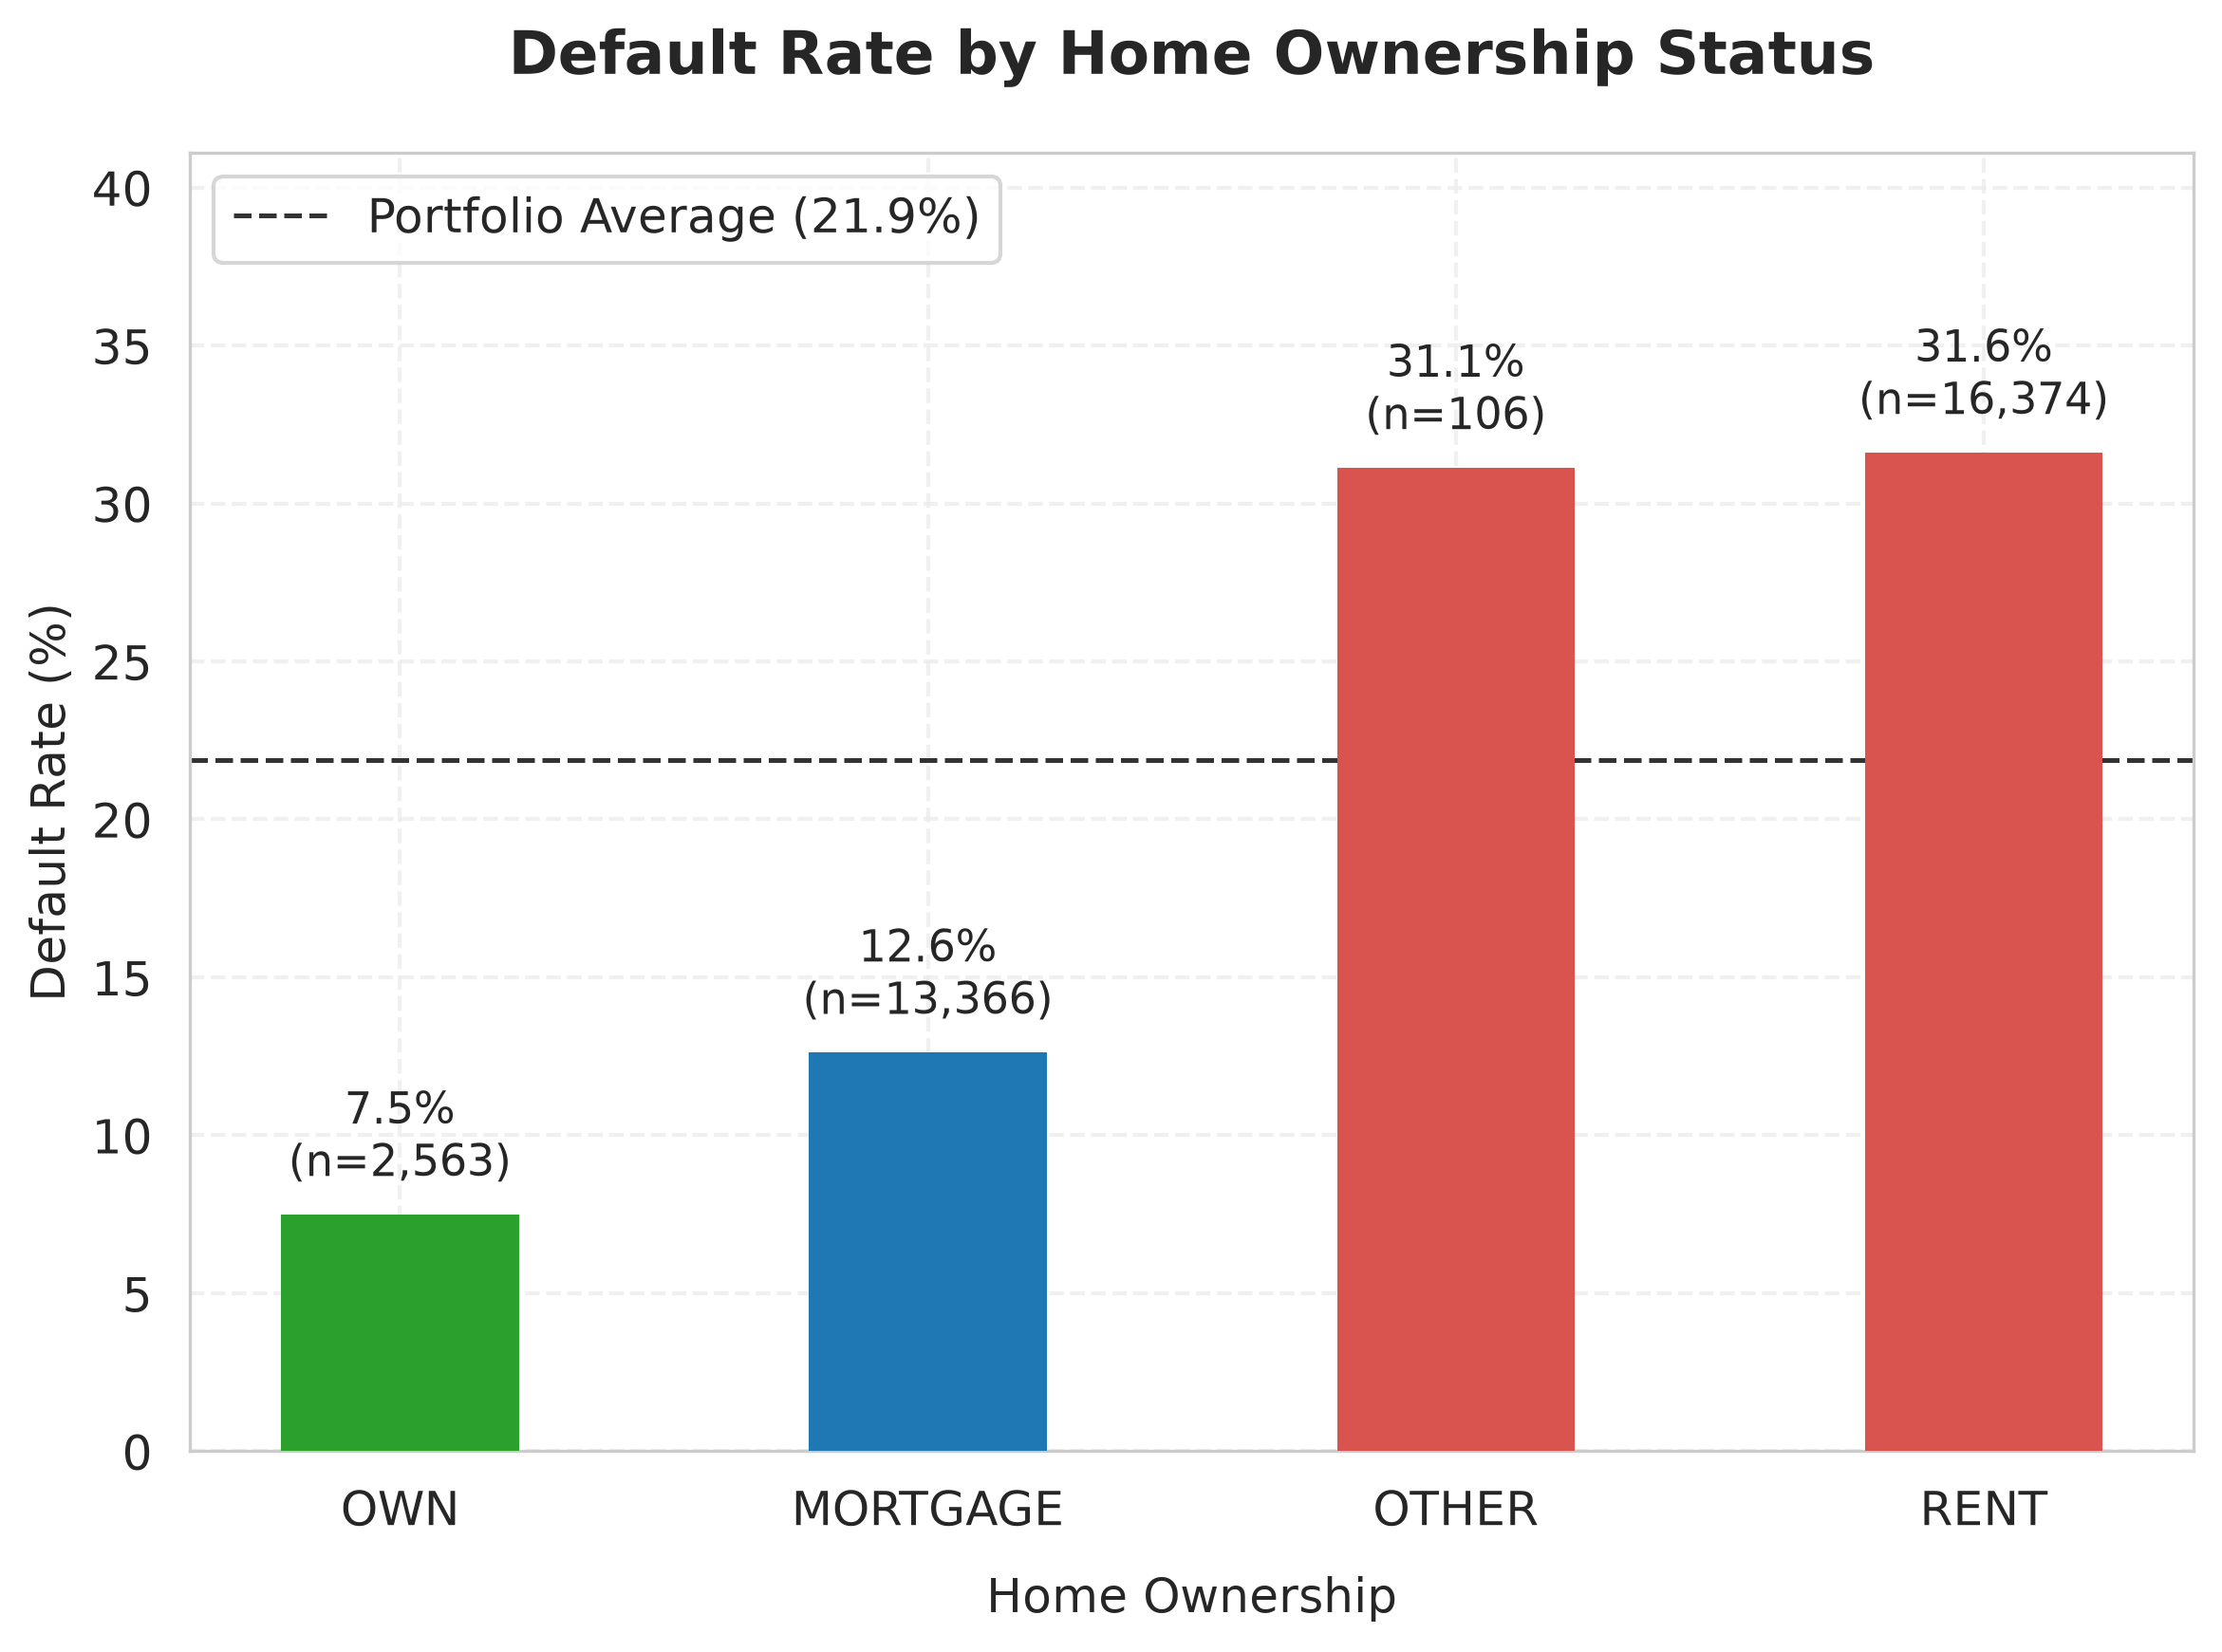 Default Rate by Home Ownership Status
Portfolio Average (21.9%)
Default Rate (%)
40
35
30
25
20
15
10
5
0
7.5%
(n=2,563)
12.6%
(n=13,366)
31.1%
(n=106)
31.6%
(n=16,374)
OWN
MORTGAGE
OTHER
RENT
Home Ownership